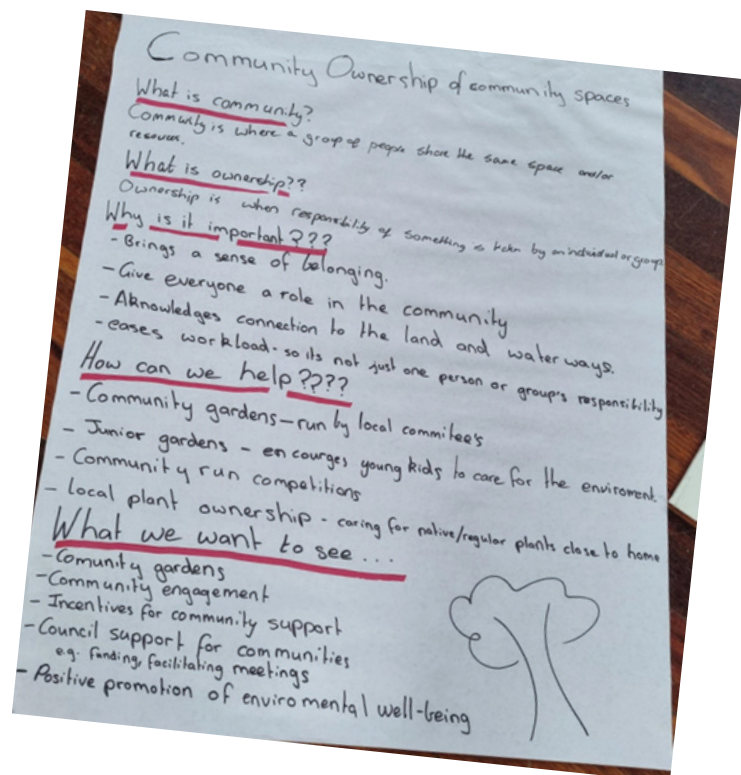 Community Ownership of community spaces
What is community?
Community is where a group of people share the same space and/or
resources.
What is ownership??
Ownership is when responsibility of something is taken by an individual or group.
Why is it important???
- Brings a sense of belonging.
- Give everyone a role in the community
- Aknowledges connection to the land and water ways.
- eases workload - so its not just one person or group's responsibility
How can we help????
- Community gardens - run by local commitee's
- Junior gardens - encourges young kids to care for the enviroment.
- Community run competitions
- local plant ownership - caring for native/regular plants close to home
What we want to see...
- Comunity gardens
- Community engagement
- Incentives for community support
- Council support for communities
e.g. funding, facilitating meetings
- Positive promotion of enviromental well-being